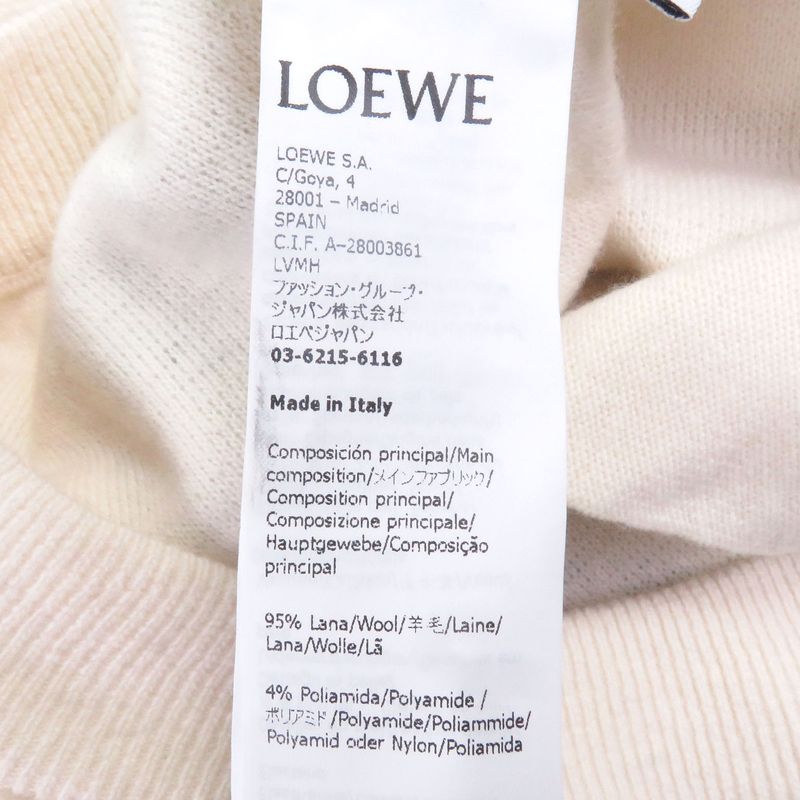 LOEWE
LOEWE S.A.
C/Goya, 4
28001 – Madrid
SPAIN
C.I.F. A-28003861
LVMH
ファッション・グループ・
ジャパン株式会社
ロエベジャパン
03-6215-6116
Made in Italy
Composición principal/Main
composition/メインファブリック/
Composition principal/
Composizione principale/
Hauptgewebe/Composição
principal
95% Lana/Wool/羊毛/Laine/
Lana/Wolle/Lã
4% Poliamida/Polyamide /
ポリアミド/Polyamide/Poliammide/
Polyamid oder Nylon/Poliamida